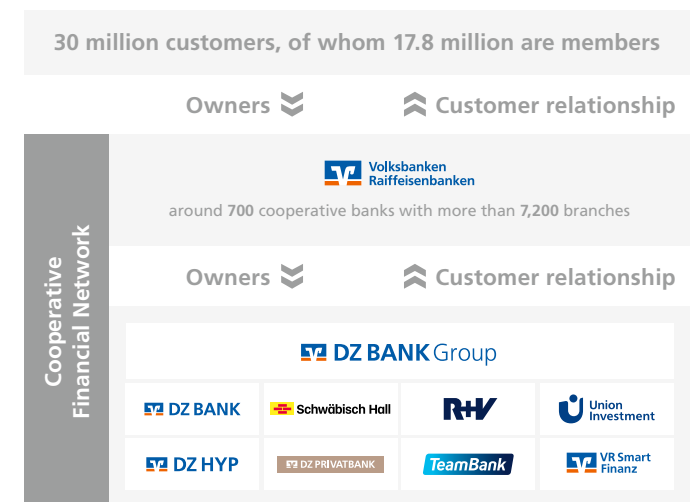 30 million customers, of whom 17.8 million are members
Owners Customer relationship
Cooperative
Financial Network
Volksbanken
Raiffeisenbanken
around 700 cooperative banks with more than 7,200 branches
Owners Customer relationship
DZ BANK Group
DZ BANK
Schwäbisch Hall
R+V
Union
Investment
DZ HYP
DZ PRIVATBANK
TeamBank
VR Smart
Finanz